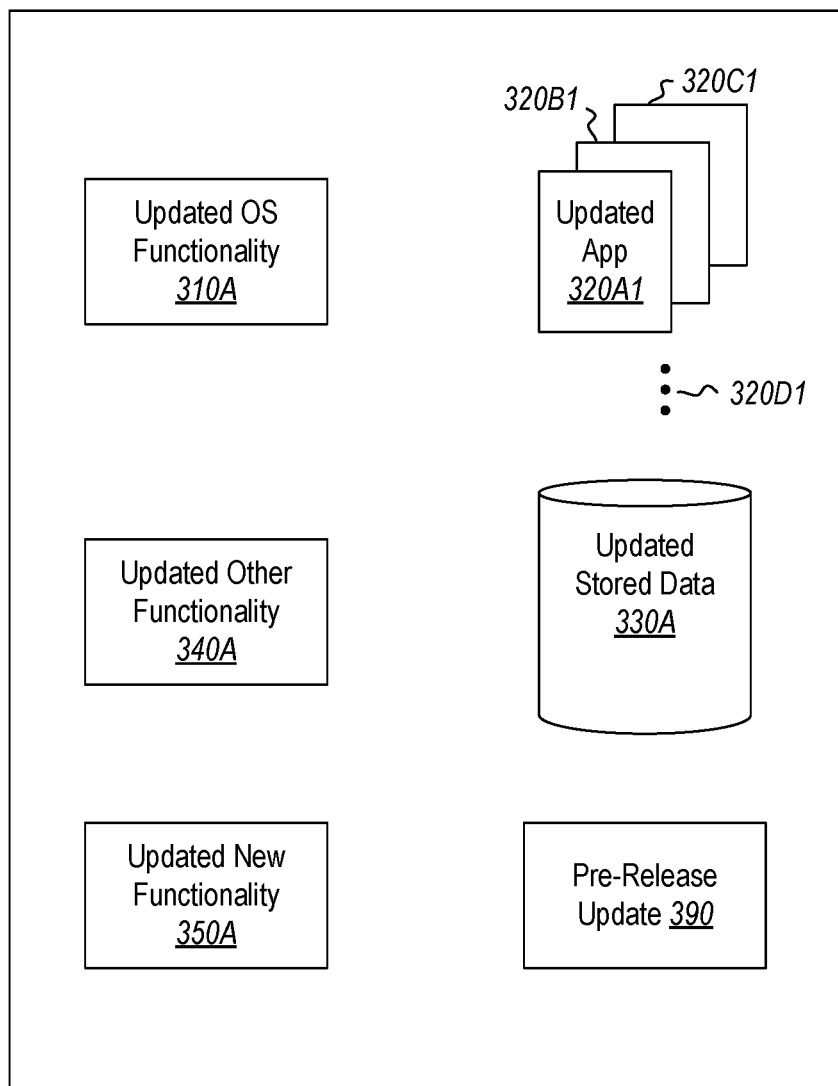 320C1
320B1
Updated OS
Functionality
310A
Updated
App
320A1
320D1
Updated Other
Functionality
340A
Updated
Stored Data
330A
Updated New
Functionality
350A
Pre-Release
Update 390